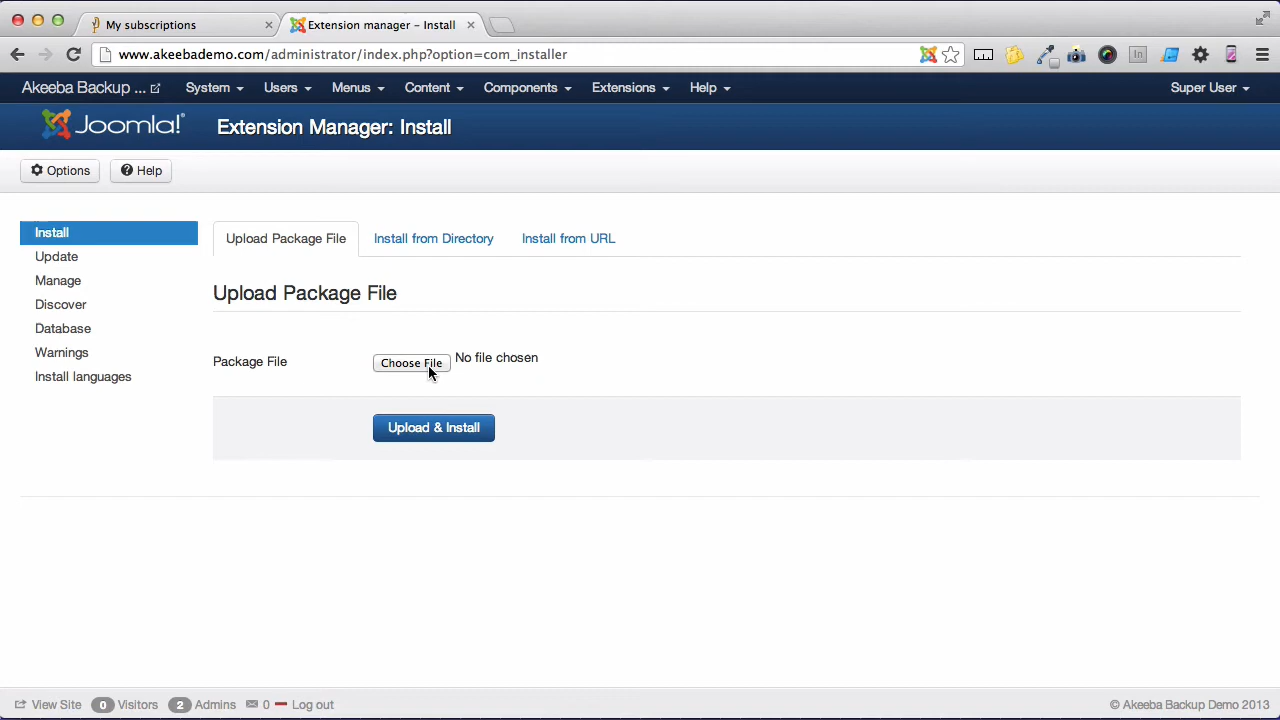 My subscriptions
Extension manager – Install
www.akeebademo.com/administrator/index.php?option=com_installer
Akeeba Backup ... System Users Menus Content Components Extensions Help Super User
Joomla!® Extension Manager: Install
Options Help
Install
Update
Manage
Discover
Database
Warnings
Install languages
Upload Package File Install from Directory Install from URL
Upload Package File
Package File Choose File No file chosen
Upload & Install
View Site 0 Visitors 2 Admins 0 Log out © Akeeba Backup Demo 2013